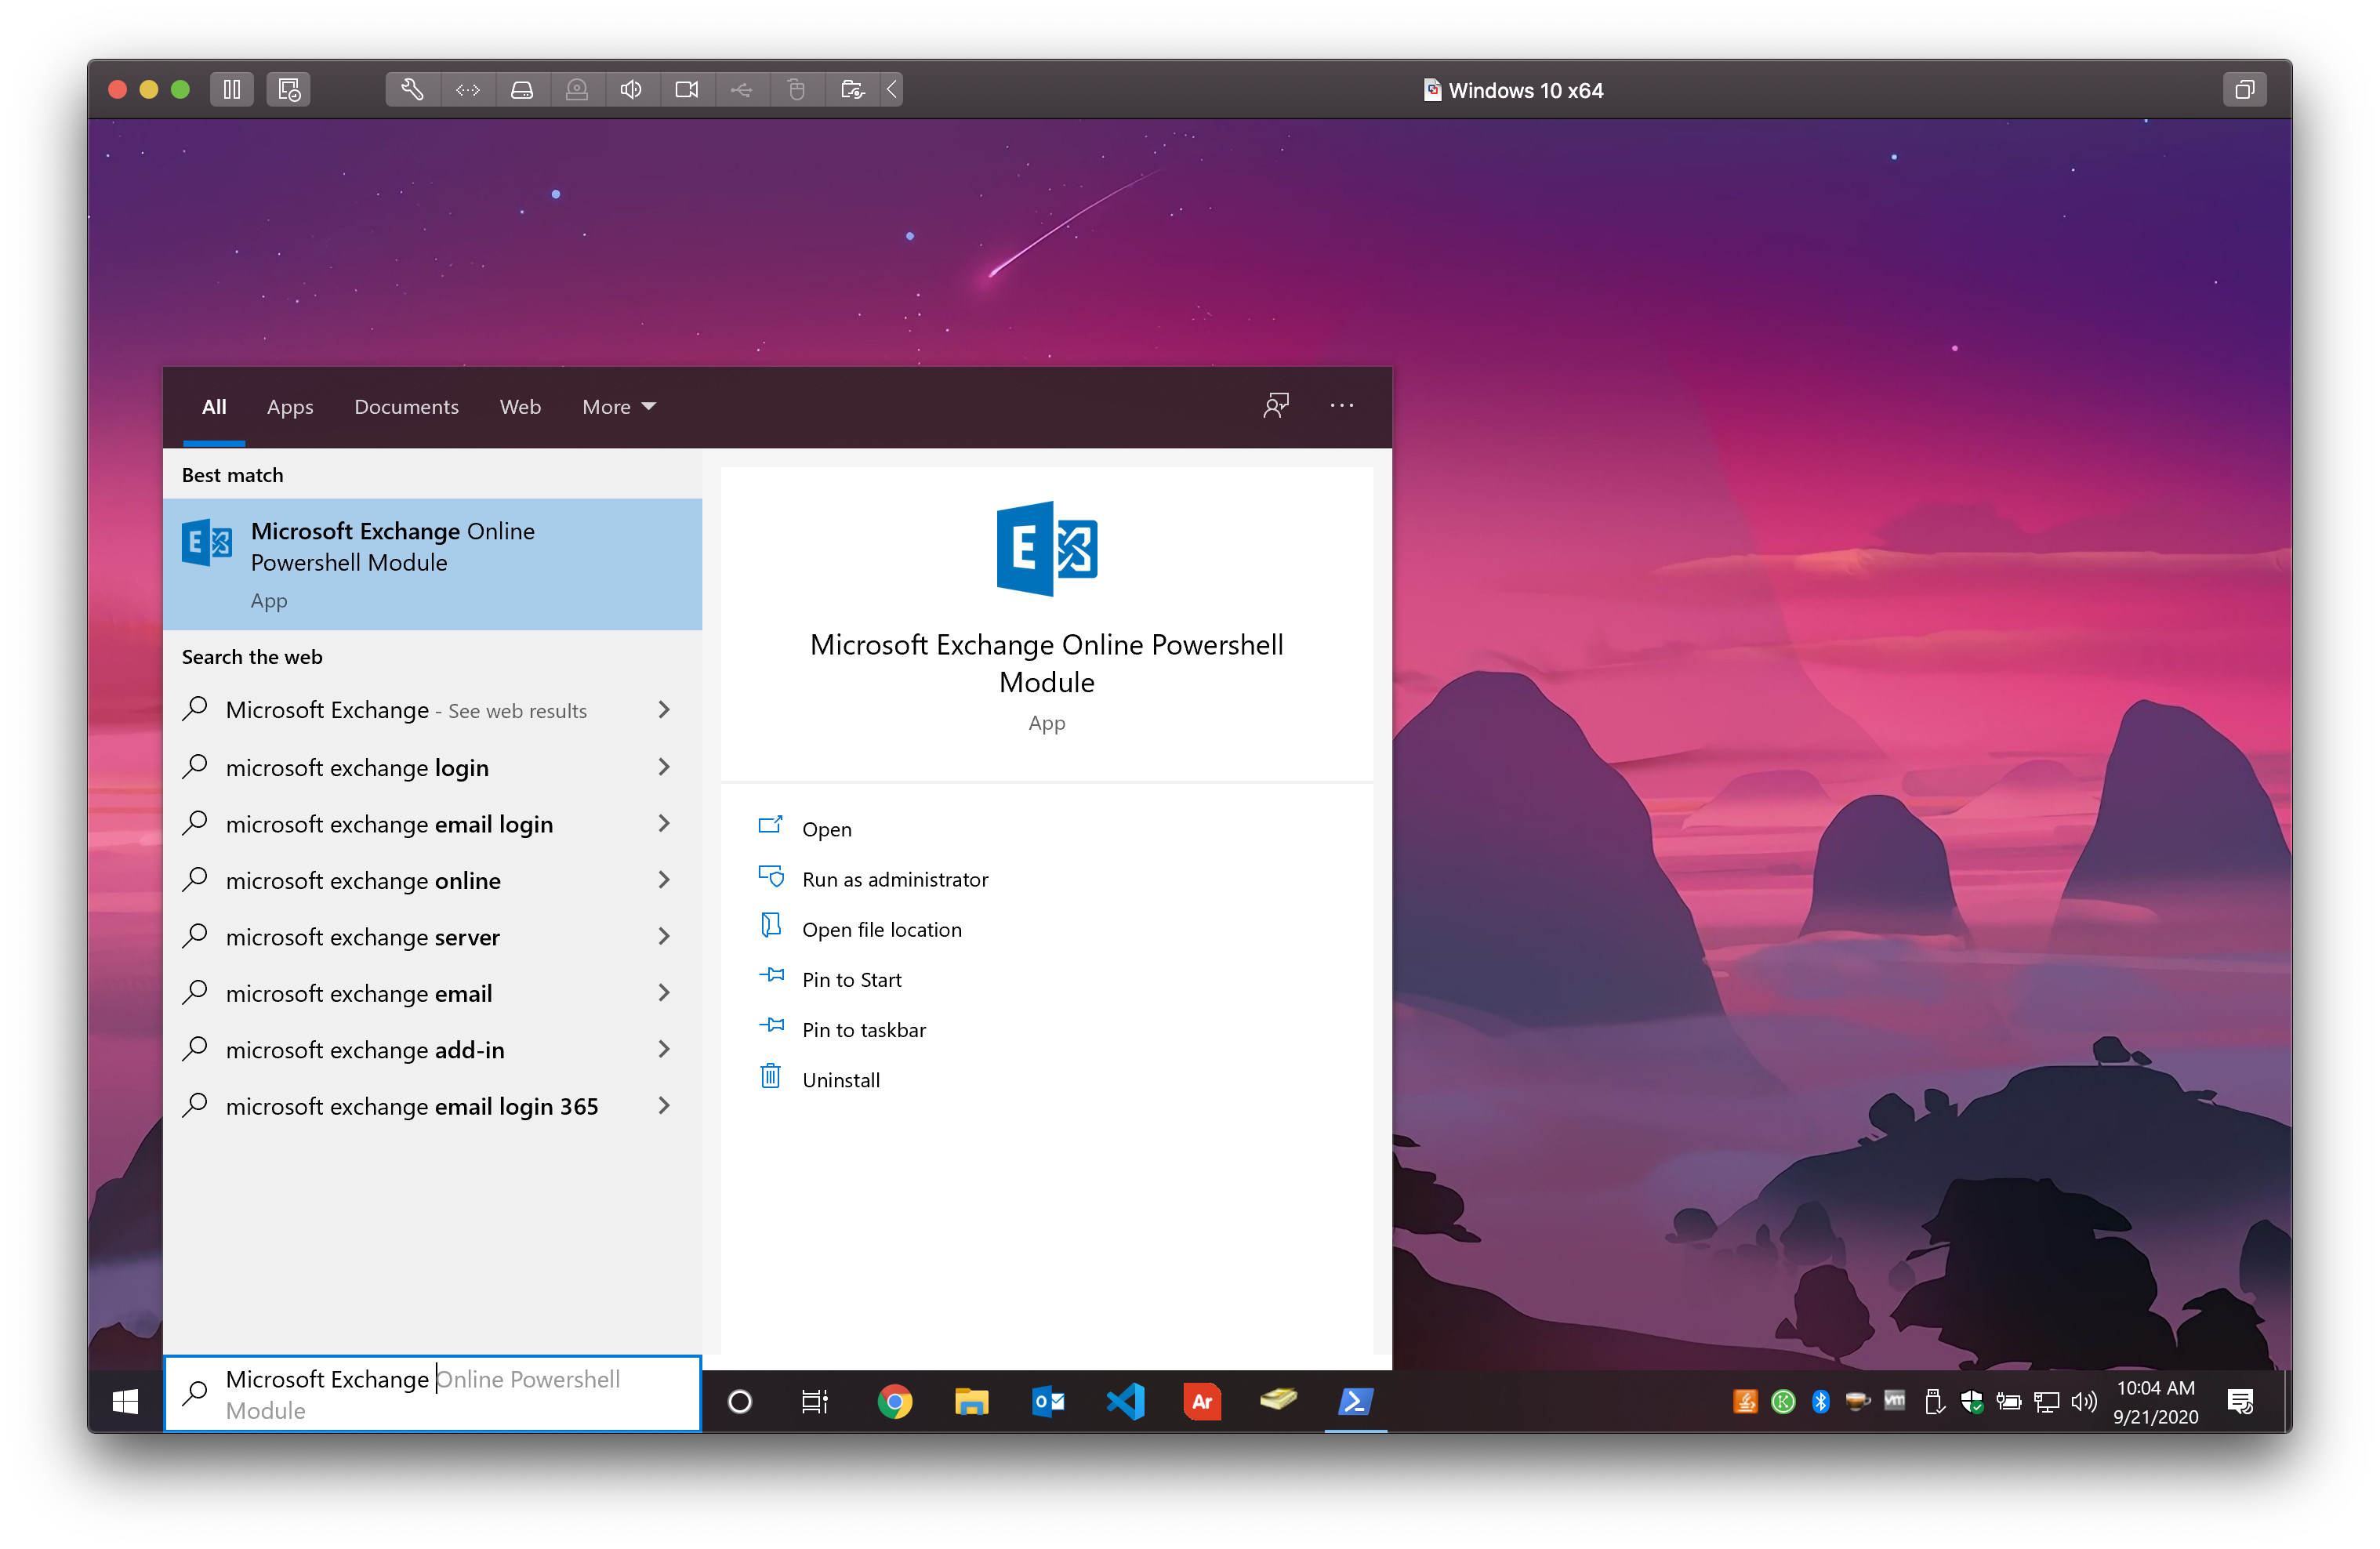 Windows 10 x64
All Apps Documents Web More
Best match
Microsoft Exchange Online
Powershell Module
App
Search the web
Microsoft Exchange - See web results
microsoft exchange login
microsoft exchange email login
microsoft exchange online
microsoft exchange server
microsoft exchange email
microsoft exchange add-in
microsoft exchange email login 365
E
Microsoft Exchange Online Powershell
Module
App
Open
Run as administrator
Open file location
Pin to Start
Pin to taskbar
Uninstall
Microsoft Exchange Online Powershell
Module
Ar
vm
10:04 AM
9/21/2020